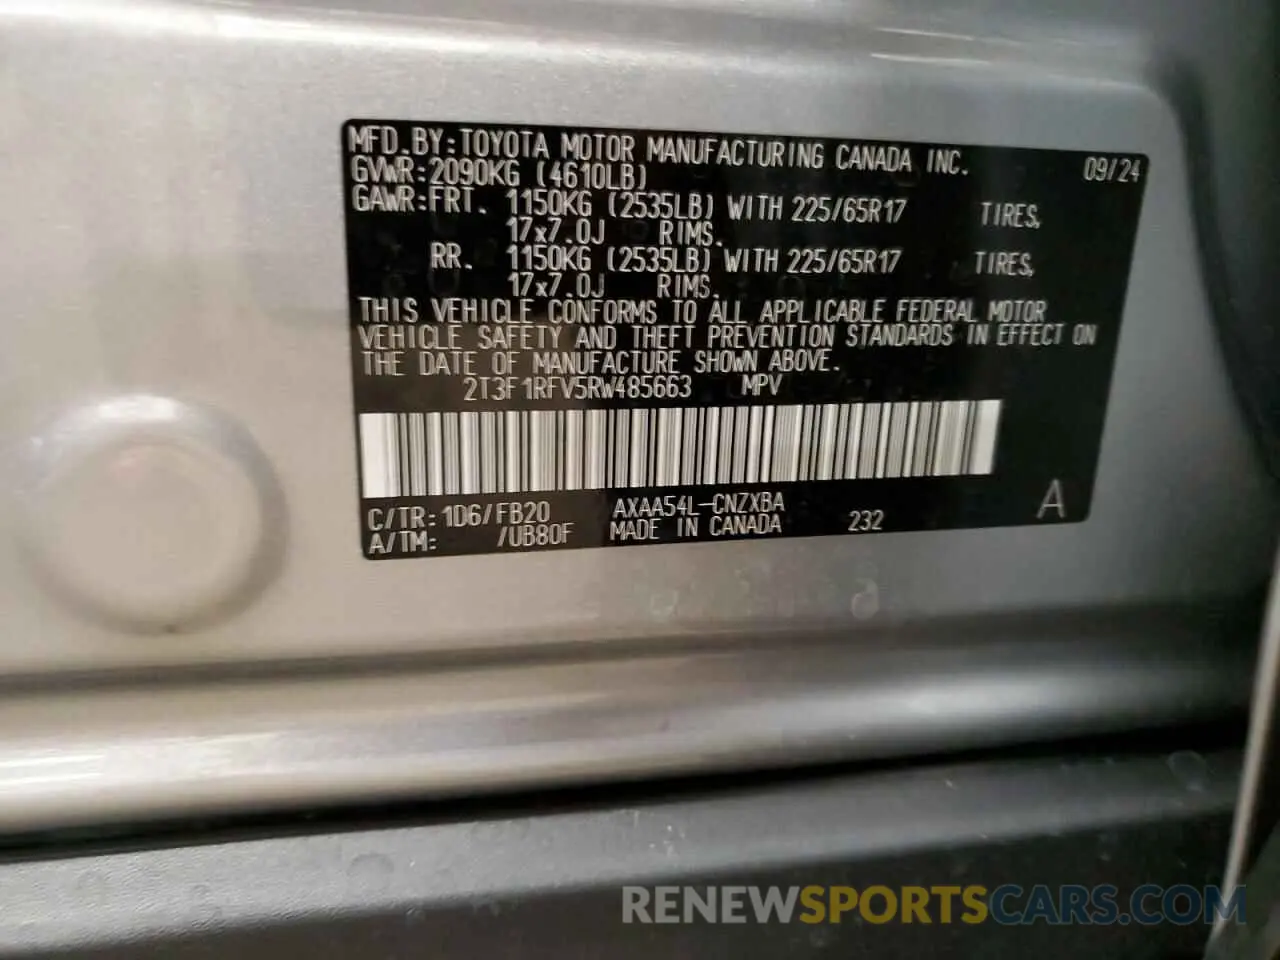 MFD.BY:TOYOTA MOTOR MANUFACTURING CANADA INC. 09/24
GVWR:2090KG (4610LB)
GAWR:FRT. 1150KG (2535LB) WITH 225/65R17 TIRES,
17x7.0J RIMS.
RR. 1150KG (2535LB) WITH 225/65R17 TIRES,
17x7.0J RIMS.
THIS VEHICLE CONFORMS TO ALL APPLICABLE FEDERAL MOTOR
VEHICLE SAFETY AND THEFT PREVENTION STANDARDS IN EFFECT ON
THE DATE OF MANUFACTURE SHOWN ABOVE.
2T3F1RFV5RW485663 MPV
C/TR:1D6/FB20 AXAA54L-CNZXBA A
A/TM: /UB80F MADE IN CANADA 232
RENEWSPORTSCARS.COM